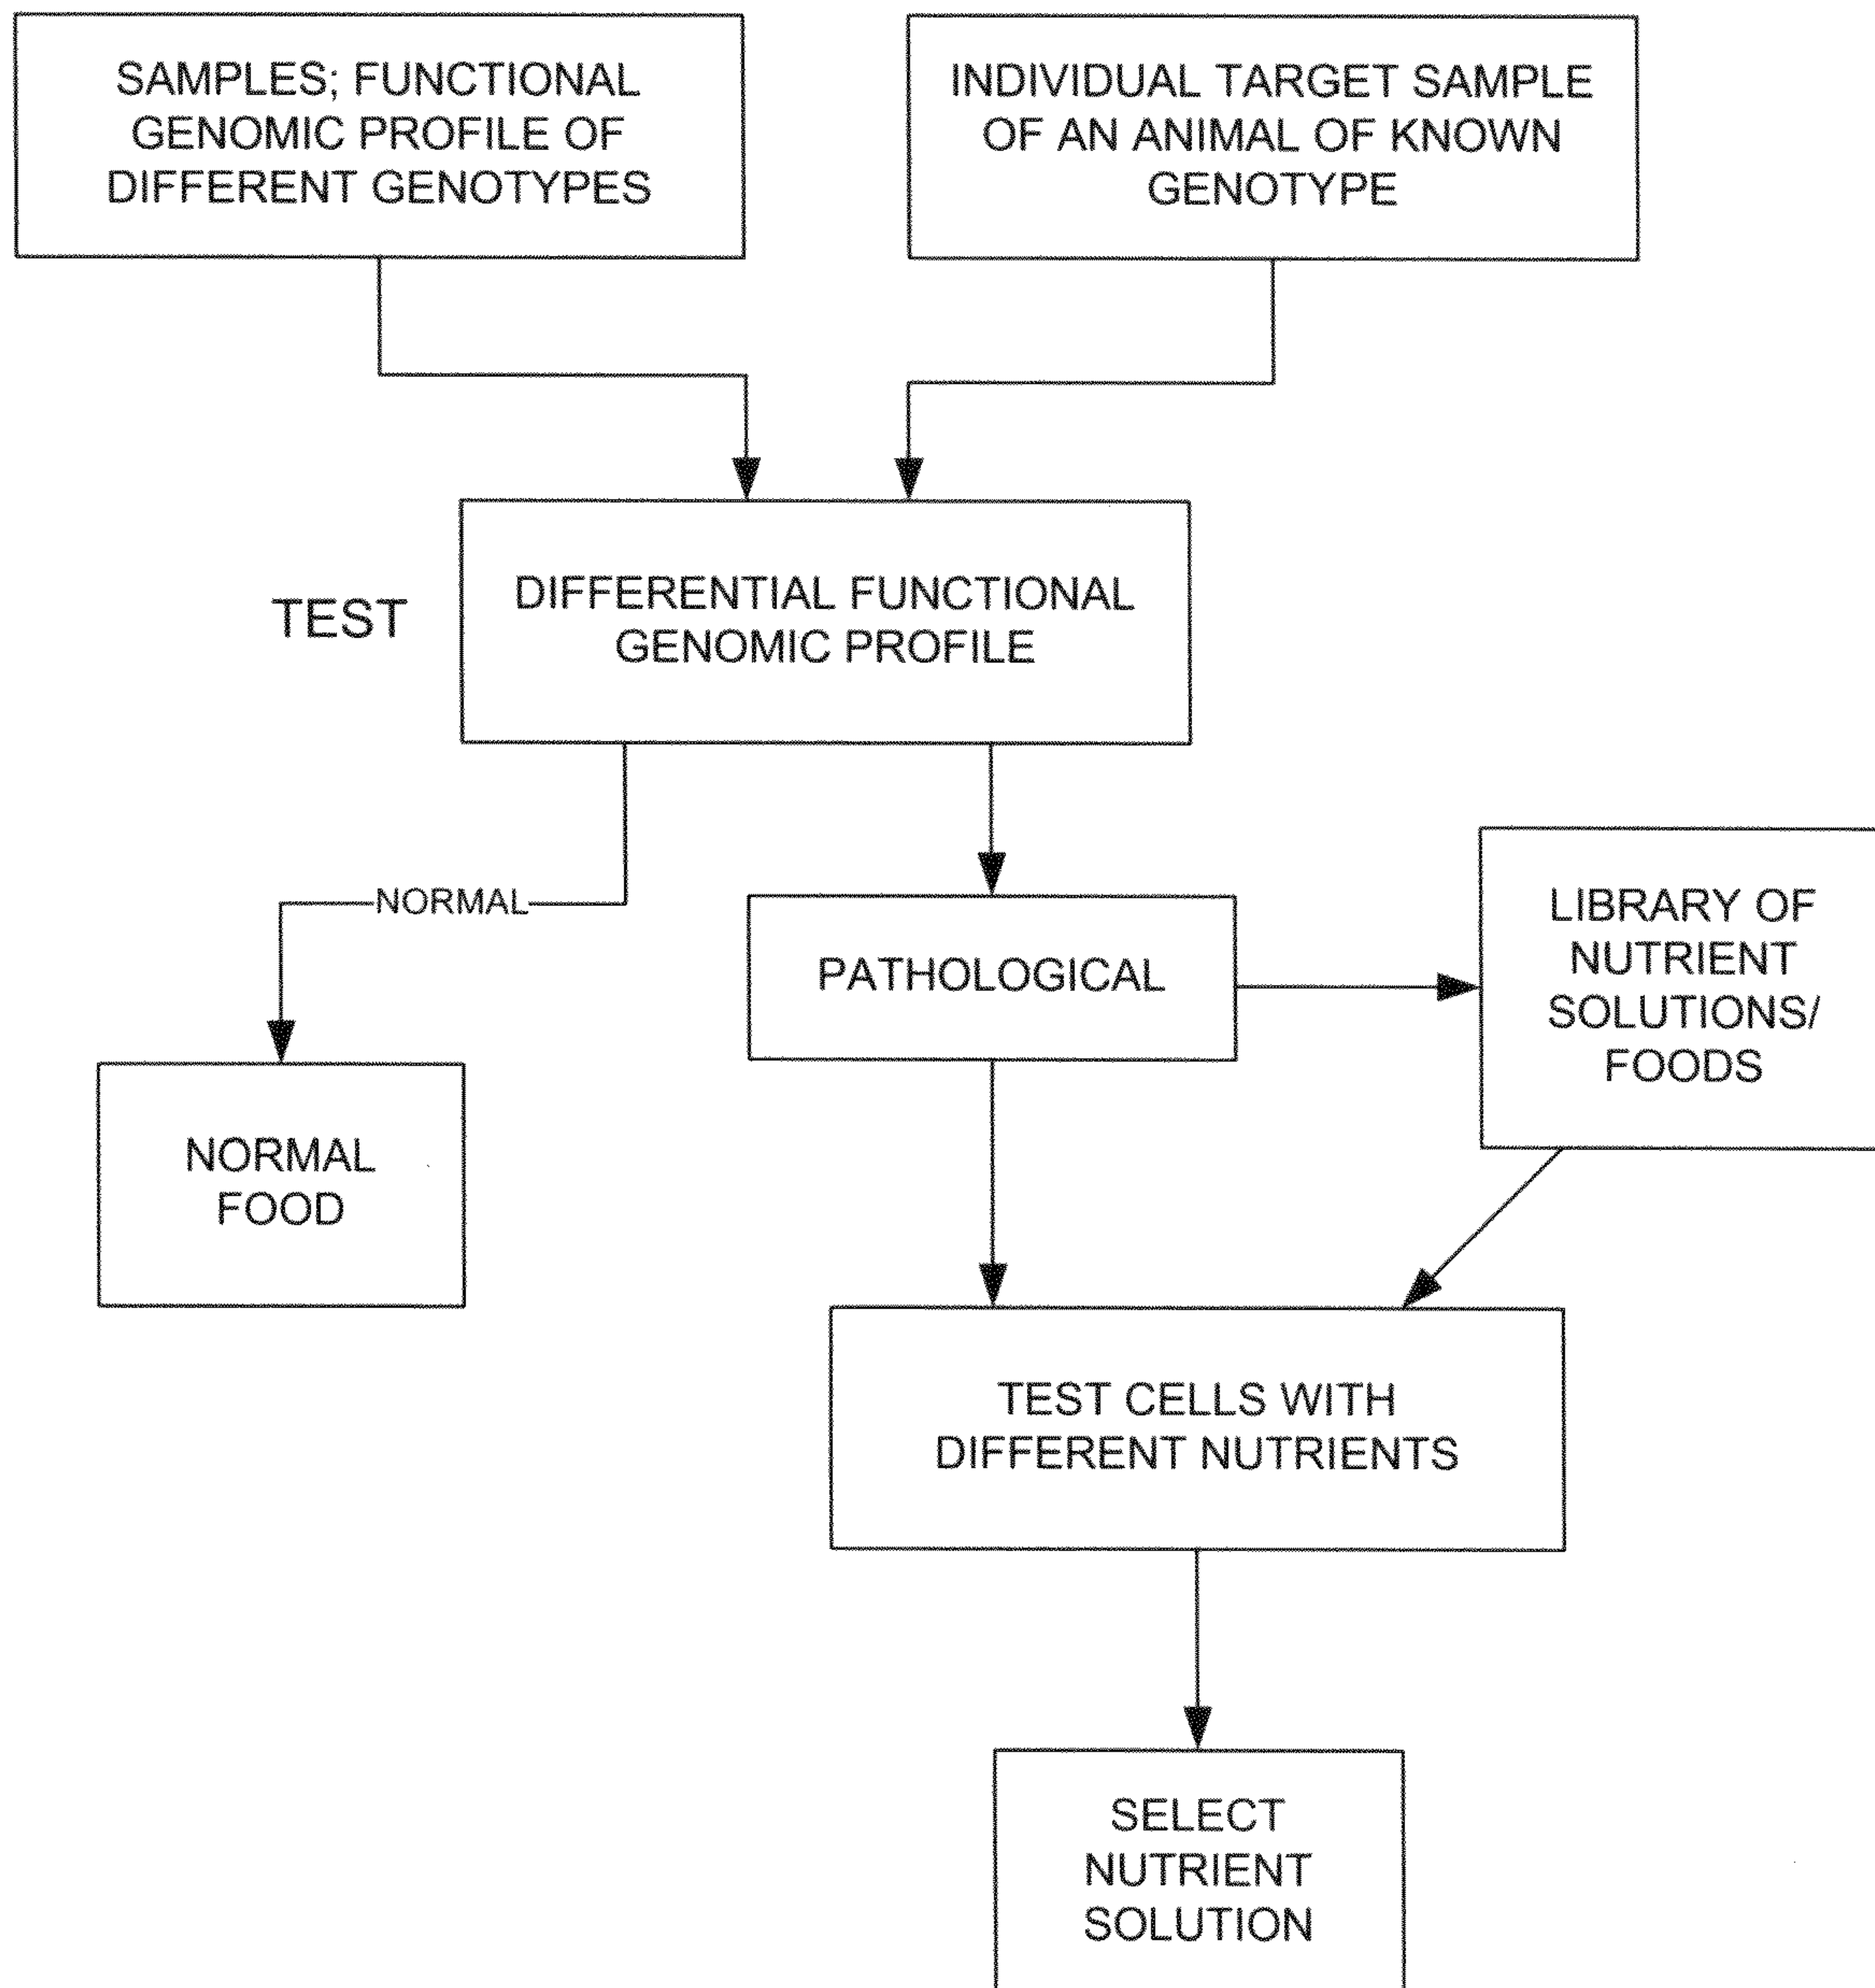 SAMPLES; FUNCTIONAL
GENOMIC PROFILE OF
DIFFERENT GENOTYPES
INDIVIDUAL TARGET SAMPLE
OF AN ANIMAL OF KNOWN
GENOTYPE
TEST
DIFFERENTIAL FUNCTIONAL
GENOMIC PROFILE
NORMAL
PATHOLOGICAL
LIBRARY OF
NUTRIENT
SOLUTIONS/
FOODS
NORMAL
FOOD
TEST CELLS WITH
DIFFERENT NUTRIENTS
SELECT
NUTRIENT
SOLUTION